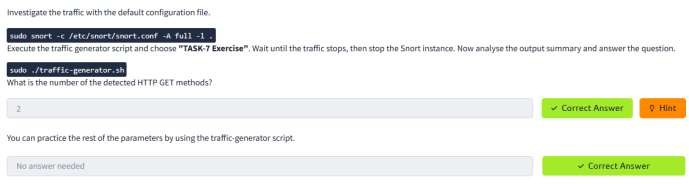 Investigate the traffic with the default configuration file.
sudo snort -c /etc/snort/snort.conf -A full -l .
Execute the traffic generator script and choose "TASK-7 Exercise". Wait until the traffic stops, then stop the Snort instance. Now analyse the output summary and answer the question.
sudo ./traffic-generator.sh
What is the number of the detected HTTP GET methods?
2
✓ Correct Answer
Hint
You can practice the rest of the parameters by using the traffic-generator script.
No answer needed
✓ Correct Answer